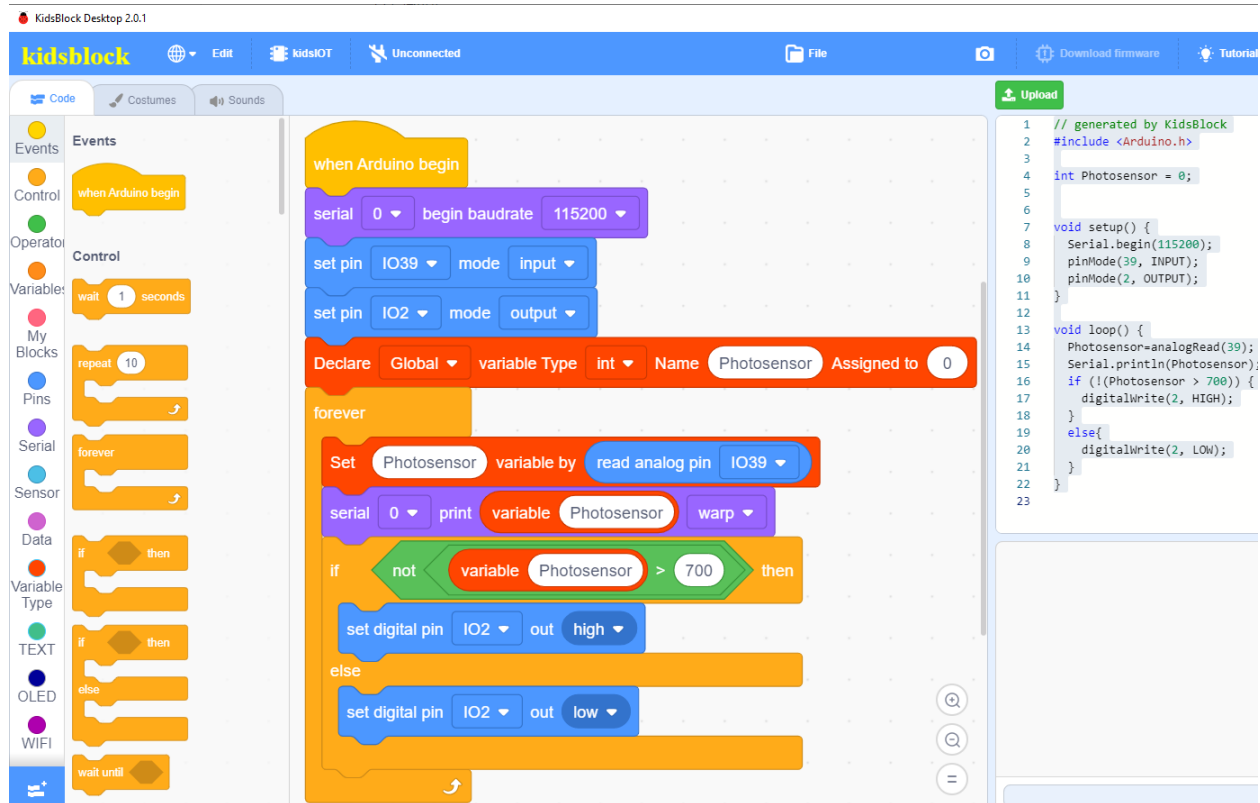 KidsBlock Desktop 2.0.1
kidsblock Edit kidsIOT Unconnected File Download firmware Tutorial
Code Costumes Sounds
Upload
Events
Control
Operator
Variables
My
Blocks
Pins
Serial
Sensor
Data
Variable
Type
TEXT
OLED
WIFI
Events
when Arduino begin
Control
wait 1 seconds
repeat 10
forever
if then
if then
else
wait until
when Arduino begin
serial 0 begin baudrate 115200
set pin IO39 mode input
set pin IO2 mode output
Declare Global variable Type int Name Photosensor Assigned to 0
forever
Set Photosensor variable by read analog pin IO39
serial 0 print variable Photosensor warp
if not variable Photosensor > 700 then
set digital pin IO2 out high
else
set digital pin IO2 out low
1 // generated by KidsBlock
2 #include <Arduino.h>
3
4 int Photosensor = 0;
5
6
7 void setup() {
8 Serial.begin(115200);
9 pinMode(39, INPUT);
10 pinMode(2, OUTPUT);
11 }
12
13 void loop() {
14 Photosensor=analogRead(39);
15 Serial.println(Photosensor);
16 if (!(Photosensor > 700)) {
17 digitalWrite(2, HIGH);
18 }
19 else{
20 digitalWrite(2, LOW);
21 }
22 }
23